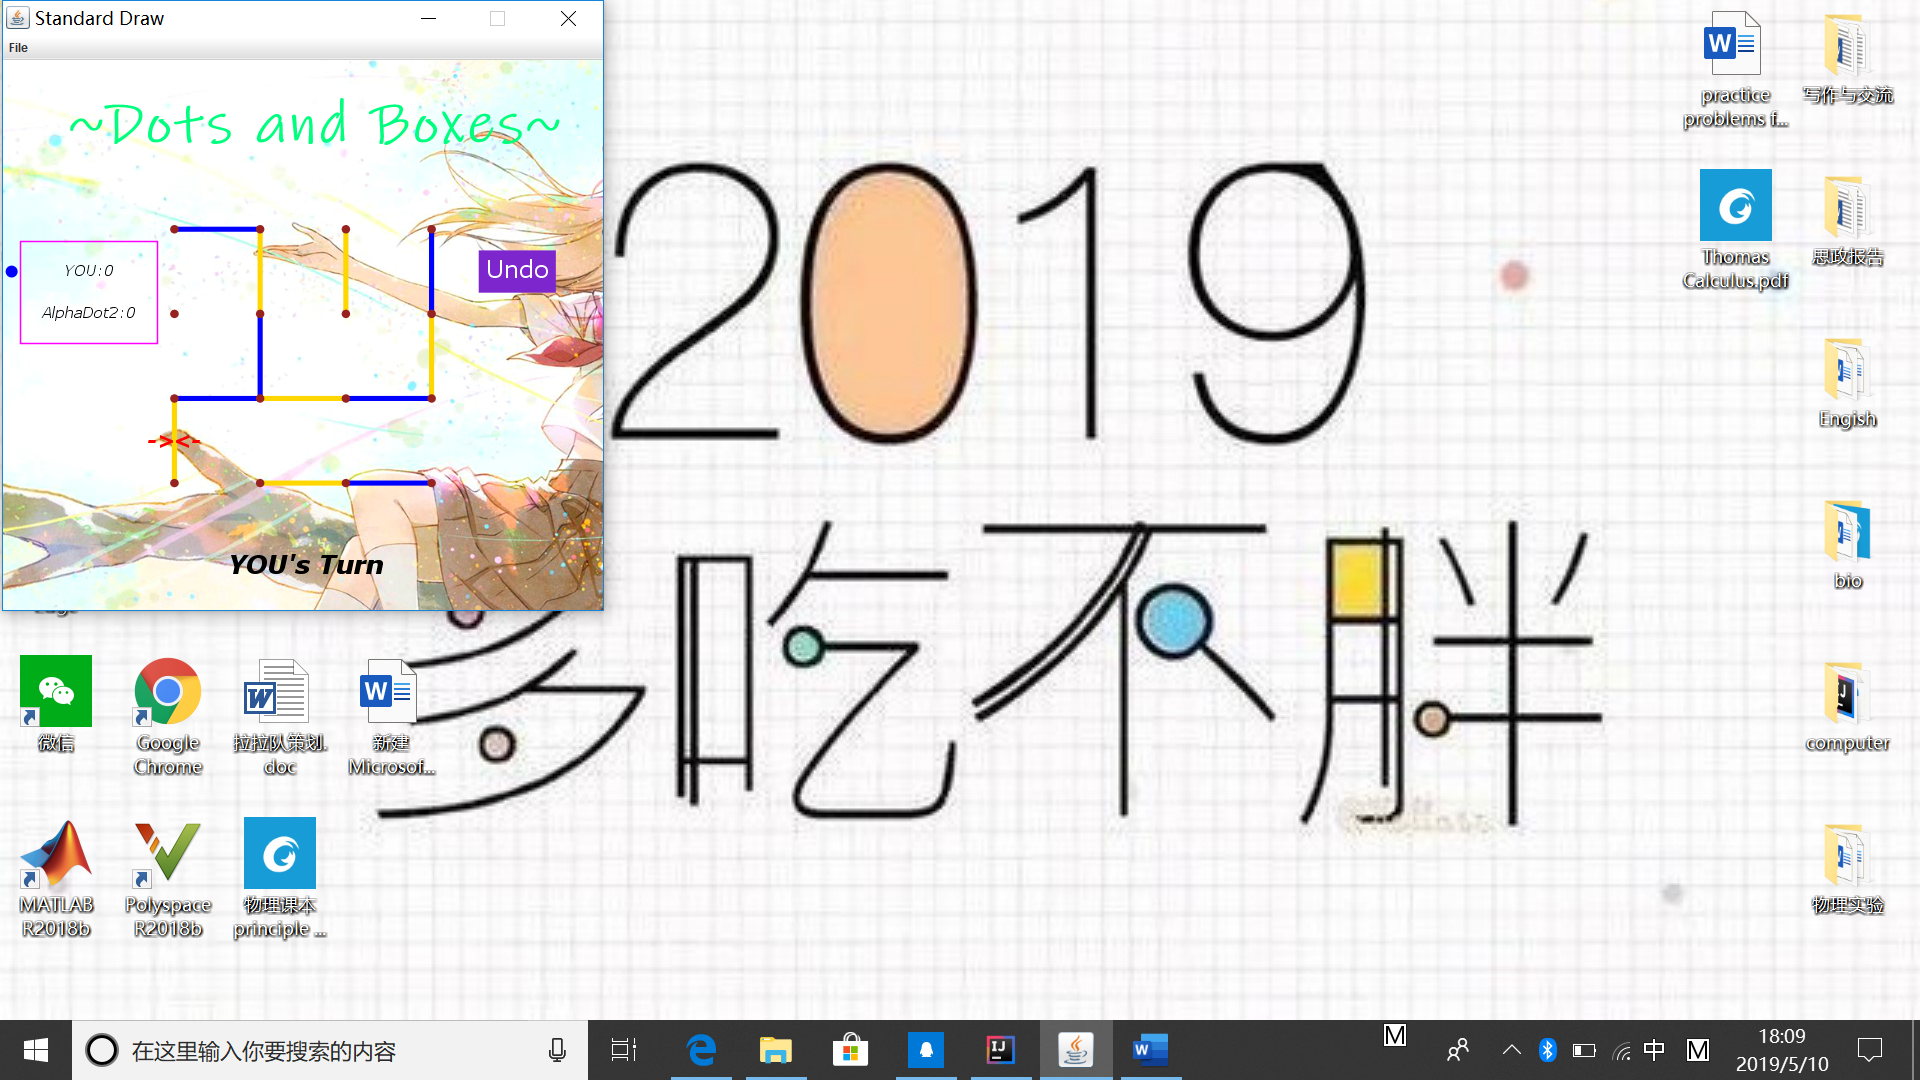 Standard Draw
File
~Dots and Boxes~
YOU:0
AlphaDot2:0
Undo
-><-
YOU's Turn
2019
多吃不胖
practice
problems f...
写作与交流
Thomas
Calculus.pdf
思政报告
Engish
bio
computer
物理实验
微信
Google
Chrome
拉拉队策划.
doc
新建
Microsof...
MATLAB
R2018b
Polyspace
R2018b
物理课本
principle ...
在这里输入你要搜索的内容
M
中
M
18:09
2019/5/10